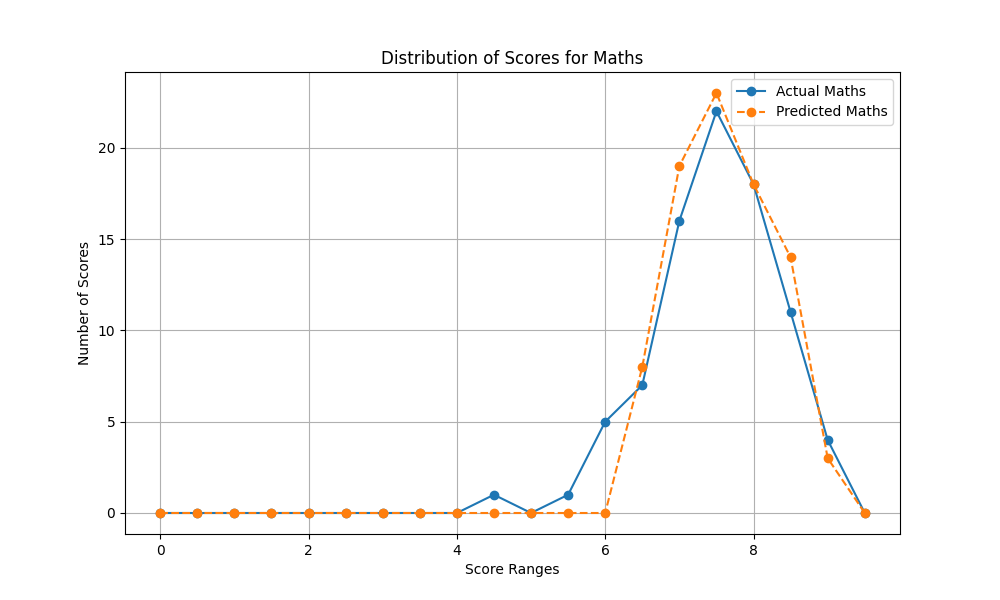 Distribution of Scores for Maths
Actual Maths
Predicted Maths
Number of Scores
20
15
10
5
0
0 2 4 6 8
Score Ranges